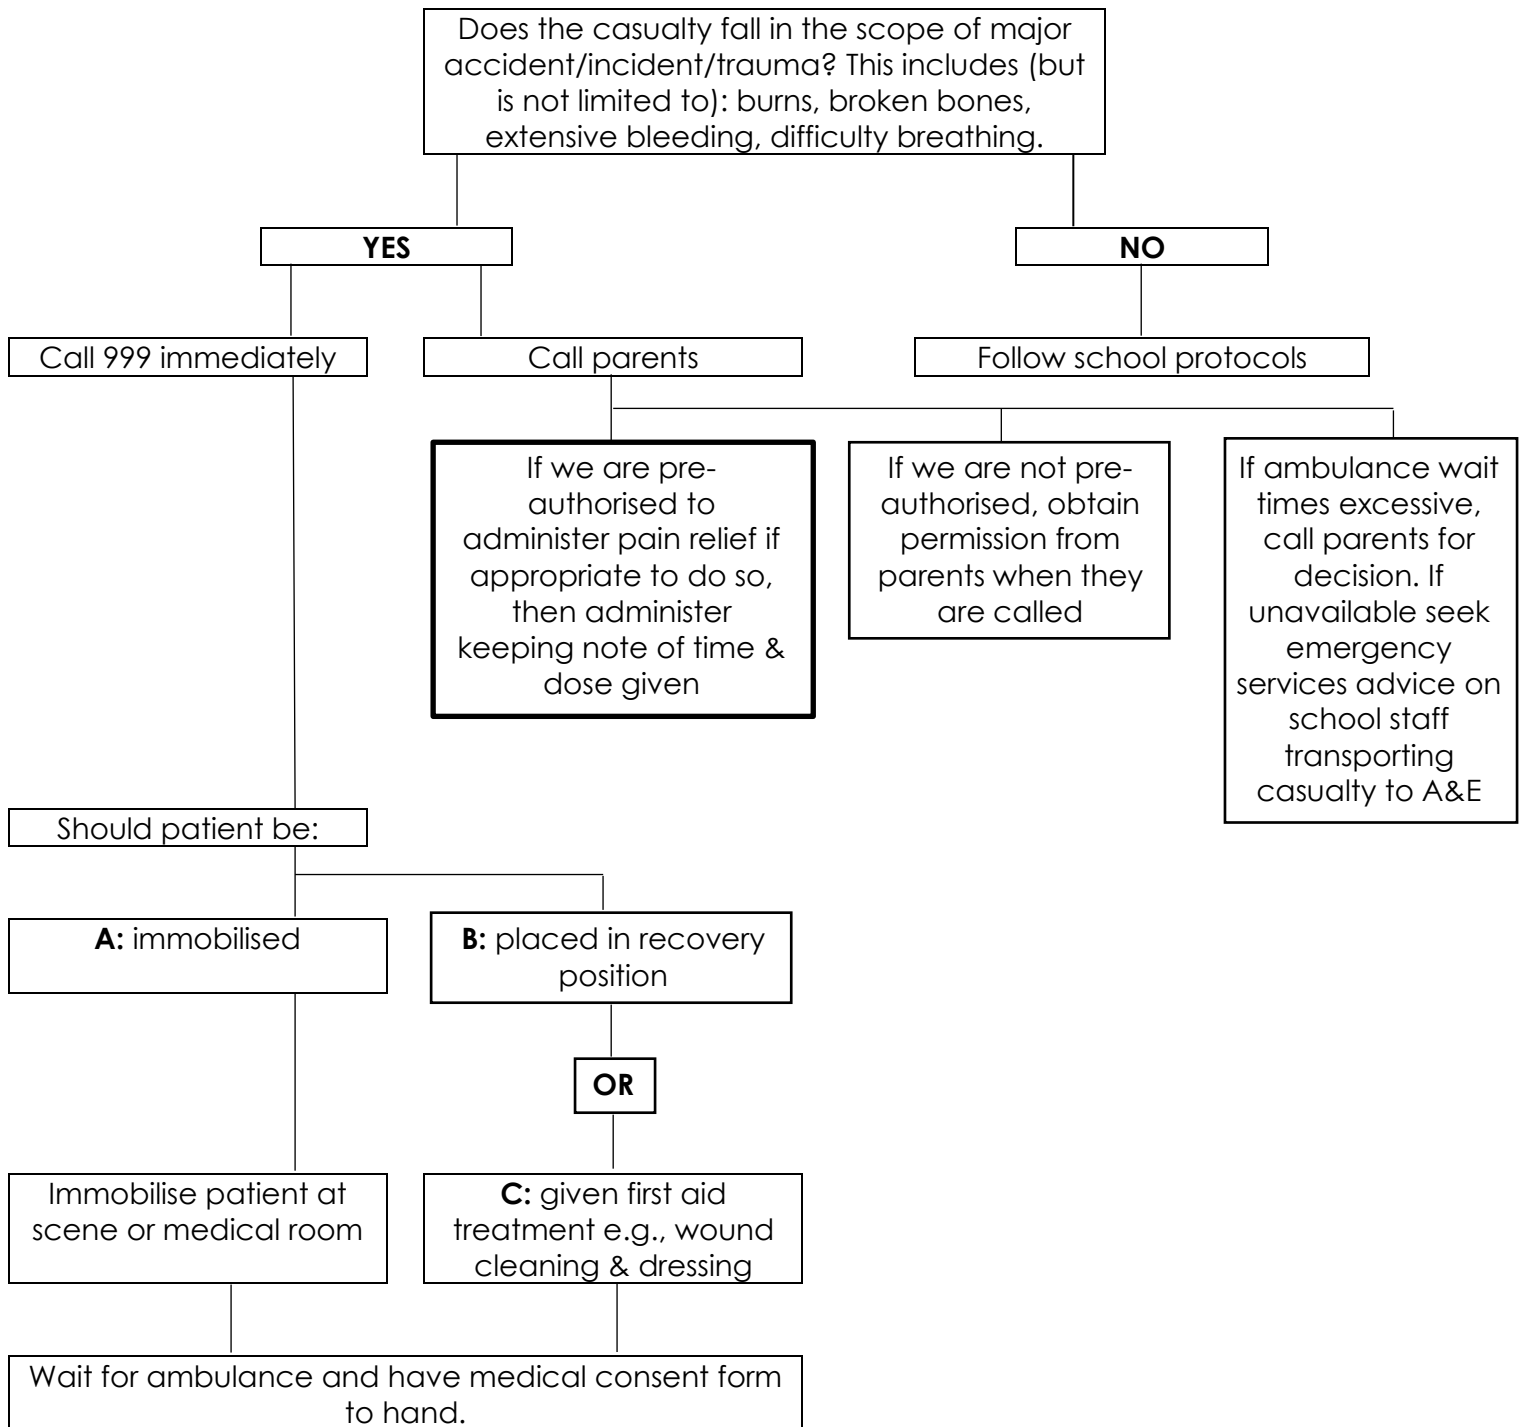 Does the casualty fall in the scope of major
accident/incident/trauma? This includes (but
is not limited to): burns, broken bones,
extensive bleeding, difficulty breathing.
YES
NO
Call 999 immediately
Call parents
Follow school protocols
If we are pre-
authorised to
administer pain relief if
appropriate to do so,
then administer
keeping note of time &
dose given
If we are not pre-
authorised, obtain
permission from
parents when they
are called
If ambulance wait
times excessive,
call parents for
decision. If
unavailable seek
emergency
services advice on
school staff
transporting
casualty to A&E
Should patient be:
A: immobilised
B: placed in recovery
position
OR
Immobilise patient at
scene or medical room
C: given first aid
treatment e.g., wound
cleaning & dressing
Wait for ambulance and have medical consent form
to hand.